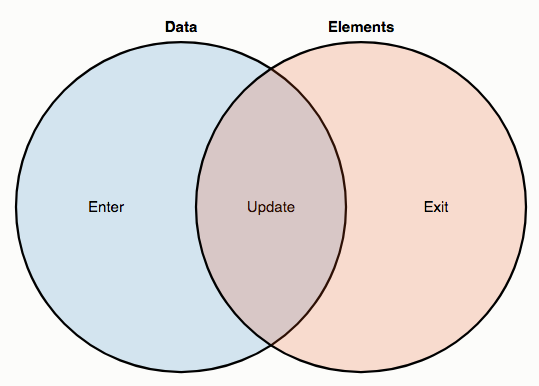 Data
Elements
Enter
Update
Exit